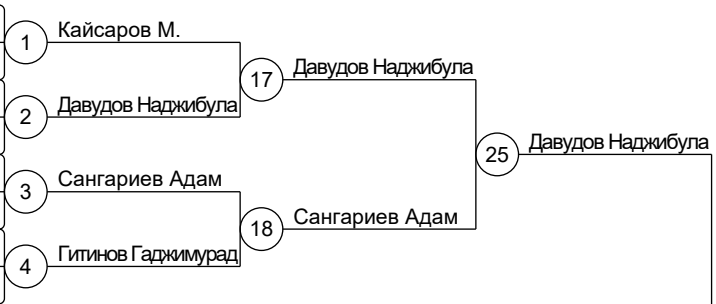 1 Кайсаров М.
17 Давудов Наджибула
2 Давудов Наджибула
25 Давудов Наджибула
3 Сангариев Адам
18 Сангариев Адам
4 Гитинов Гаджимурад